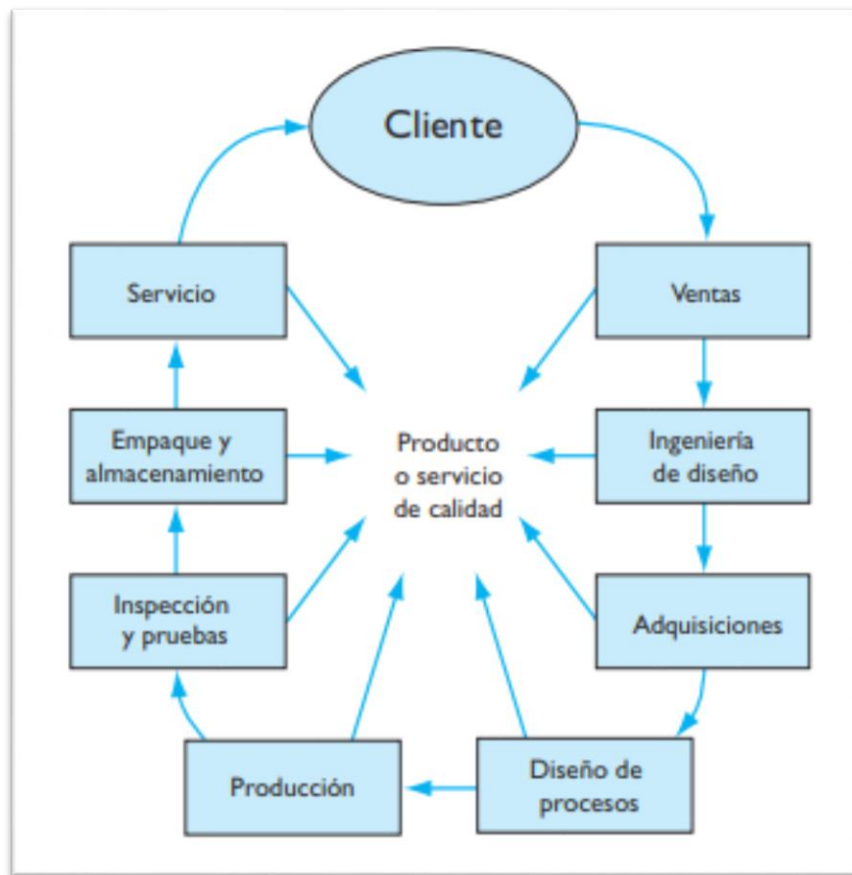 Cliente
Servicio
Ventas
Empaque y
almacenamiento
Producto
o servicio
de calidad
Ingeniería
de diseño
Inspección
y pruebas
Adquisiciones
Producción
Diseño de
procesos